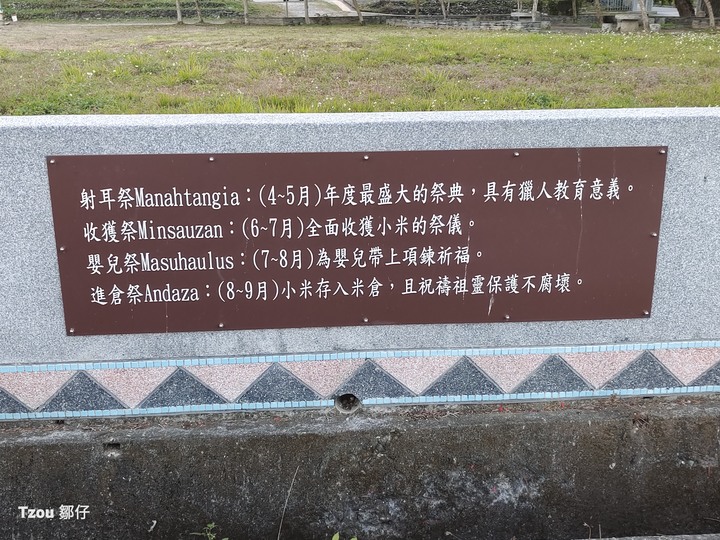 射耳祭Manahtangia：(4~5月)年度最盛大的祭典，具有獵人教育意義。
收獲祭Minsauzan：(6~7月)全面收獲小米的祭儀。
嬰兒祭Masuhaulus：(7~8月)為嬰兒帶上項鍊祈福。
進倉祭Andaza：(8~9月)小米存入米倉，且祝禱祖靈保護不腐壞。
Tzou 鄒仔